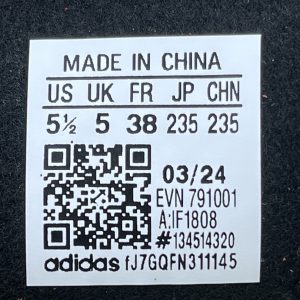 MADE IN CHINA
US UK FR JP CHN
5½ 5 38 235 235
03/24
EVN 791001
A;IF1808
#134514320
adidas fJ7GQFN311145